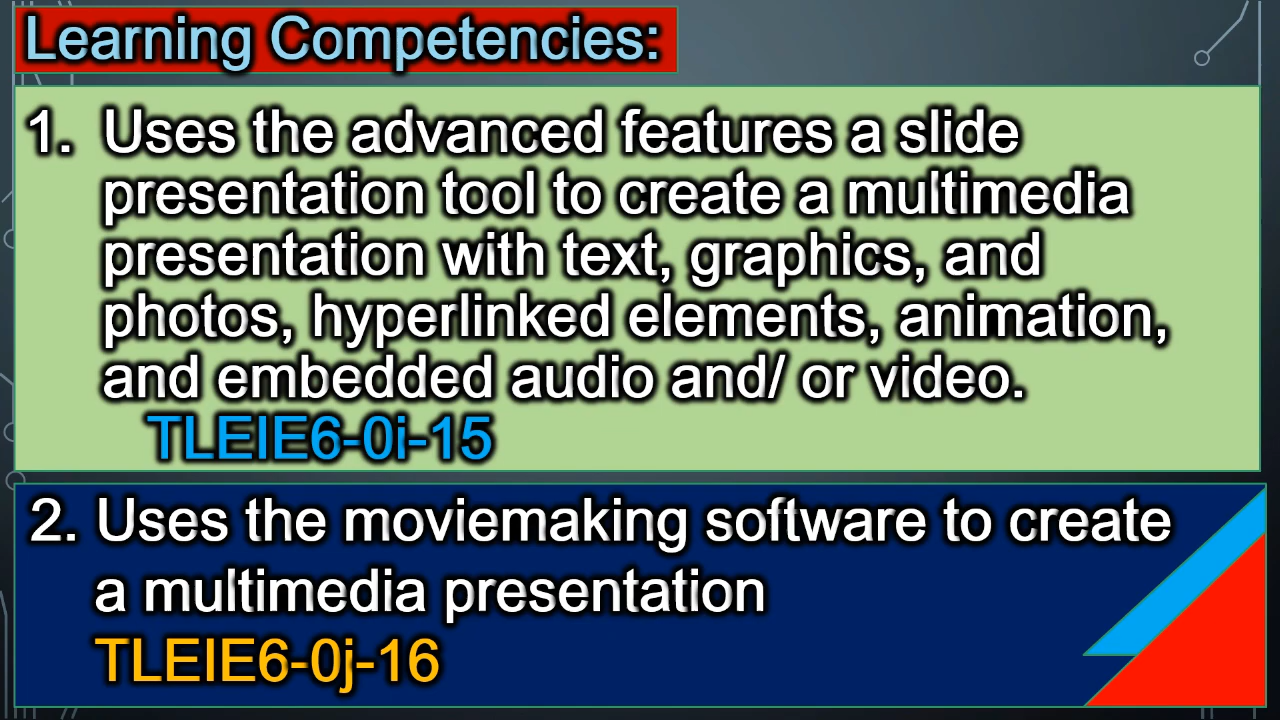 Learning Competencies:
1. Uses the advanced features a slide
presentation tool to create a multimedia
presentation with text, graphics, and
photos, hyperlinked elements, animation,
and embedded audio and/ or video.
TLEIE6-0i-15
2. Uses the moviemaking software to create
a multimedia presentation
TLEIE6-0j-16